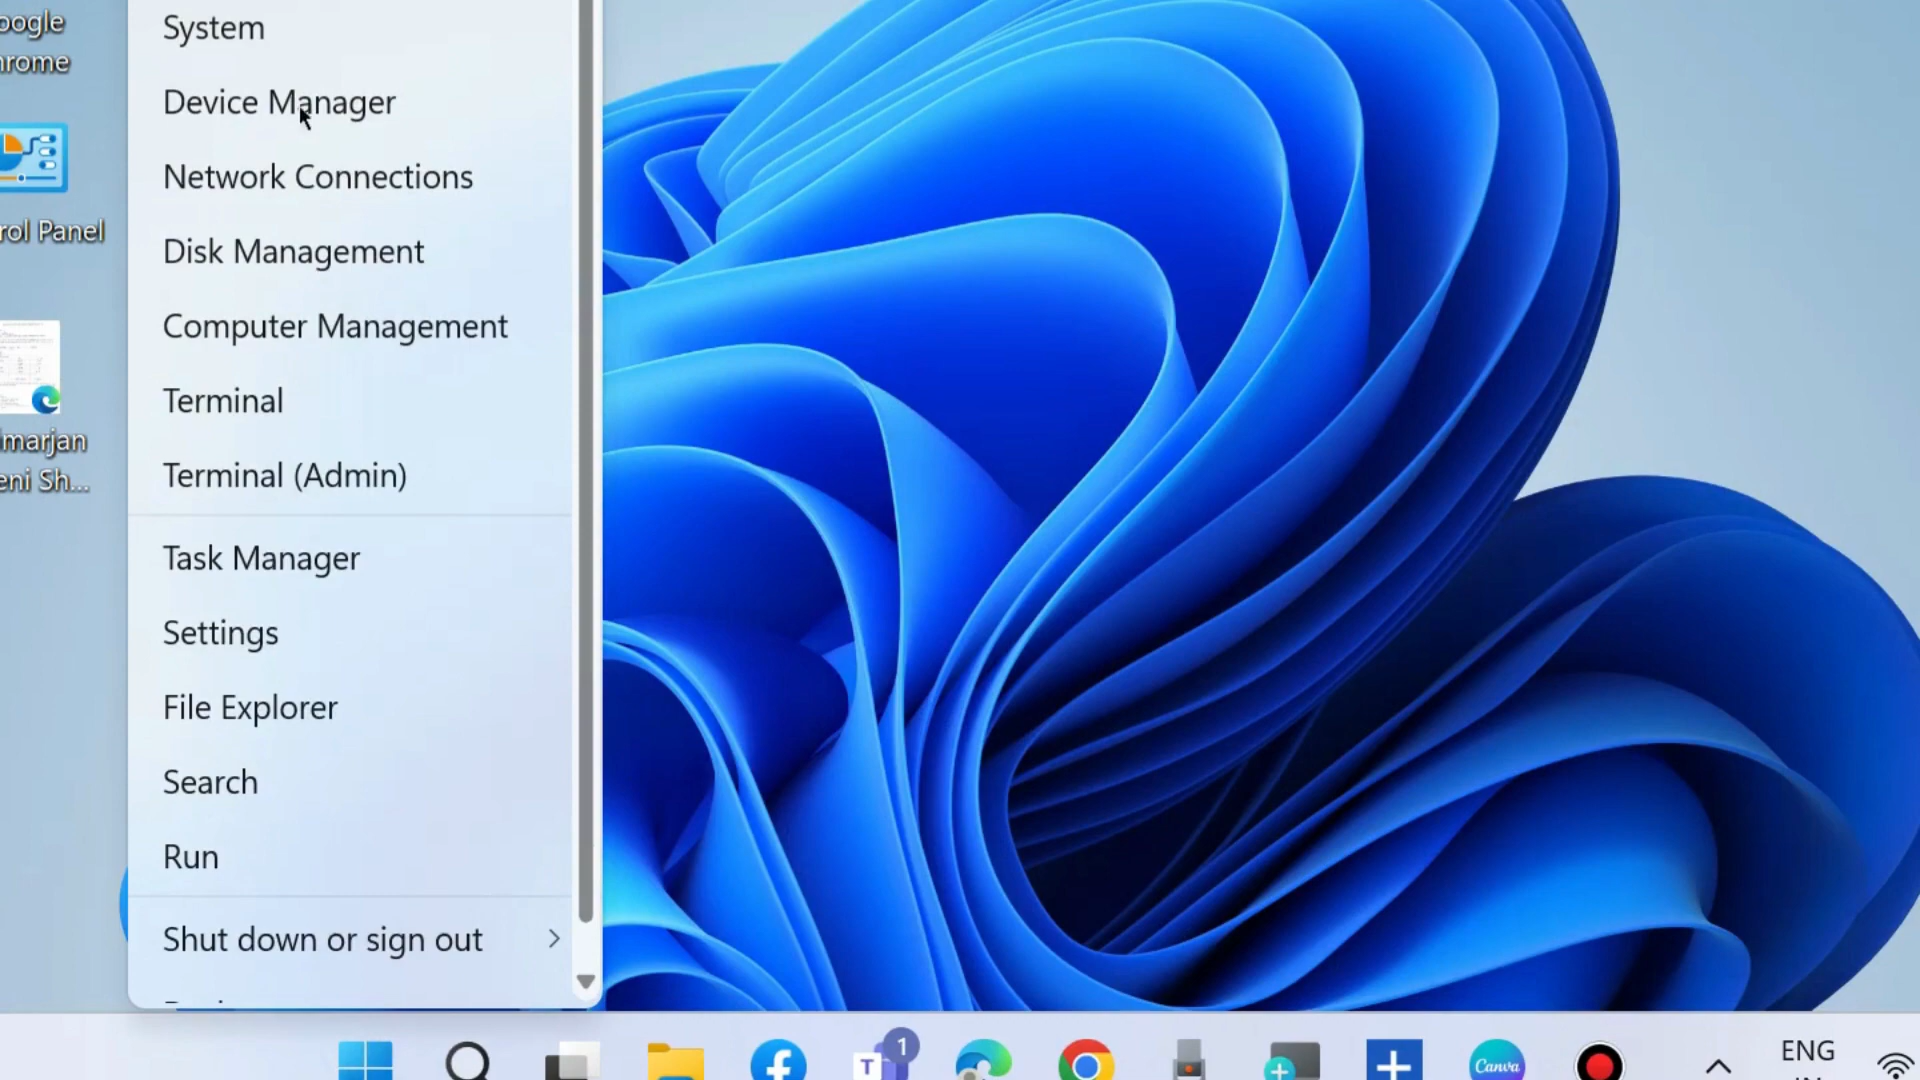 oogle
hrome
rol Panel
marjan
eni Sh...
System
Device Manager
Network Connections
Disk Management
Computer Management
Terminal
Terminal (Admin)
Task Manager
Settings
File Explorer
Search
Run
Shut down or sign out
T
1
Canva
ENG